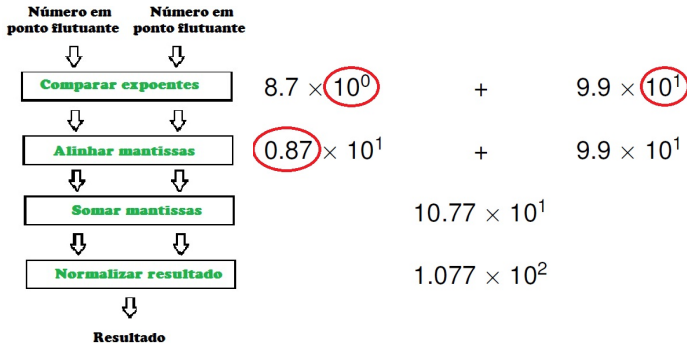 Número em
ponto flutuante
Número em
ponto flutuante
Comparar expoentes
8.7 × 10⁰ + 9.9 × 10¹
Alinhar mantissas
0.87 × 10¹ + 9.9 × 10¹
Somar mantissas
10.77 × 10¹
Normalizar resultado
1.077 × 10²
Resultado